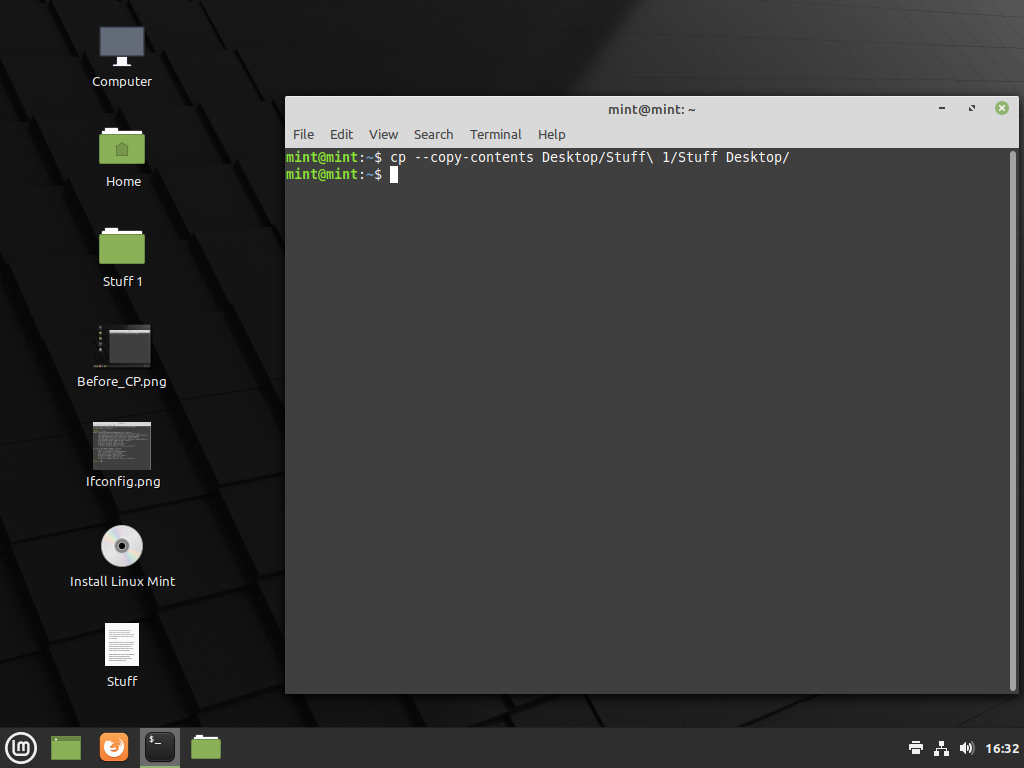 Computer
Home
Stuff 1
Before_CP.png
Ifconfig.png
Install Linux Mint
Stuff
mint@mint: ~
File Edit View Search Terminal Help
mint@mint:~$ cp --copy-contents Desktop/Stuff\ 1/Stuff Desktop/
mint@mint:~$
$_
16:32